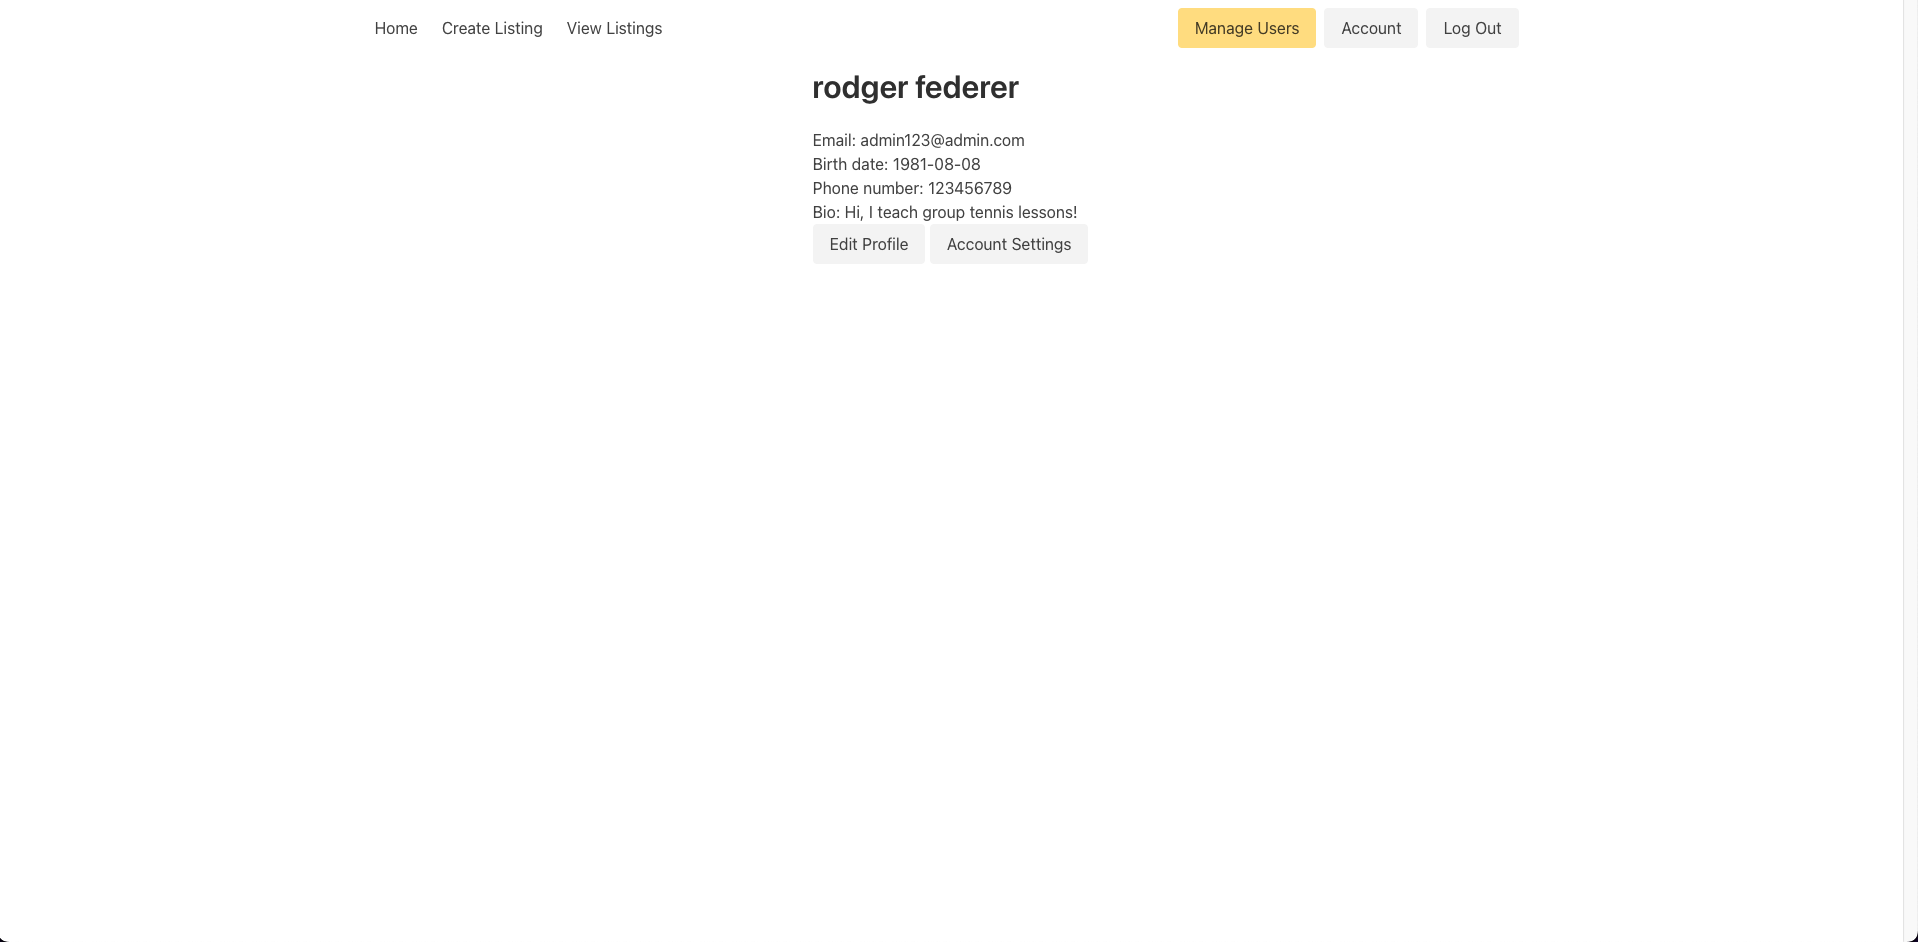 Home Create Listing View Listings Manage Users Account Log Out
rodger federer
Email: admin123@admin.com
Birth date: 1981-08-08
Phone number: 123456789
Bio: Hi, I teach group tennis lessons!
Edit Profile Account Settings